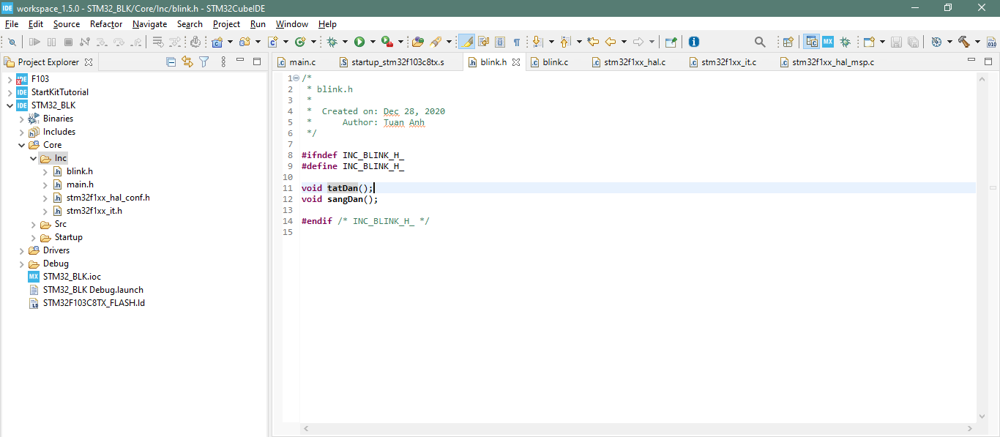 IDE workspace_1.5.0 - STM32_BLK/Core/Inc/blink.h - STM32CubeIDE
File Edit Source Refactor Navigate Search Project Run Window Help
Project Explorer
F103
StartKitTutorial
STM32_BLK
Binaries
Includes
Core
Inc
blink.h
main.h
stm32f1xx_hal_conf.h
stm32f1xx_it.h
Src
Startup
Drivers
Debug
MX STM32_BLK.ioc
STM32_BLK Debug.launch
STM32F103C8TX_FLASH.ld
main.c startup_stm32f103c8tx.s blink.h blink.c stm32f1xx_hal.c stm32f1xx_it.c stm32f1xx_hal_msp.c
1 /*
2 * blink.h
3 *
4 * Created on: Dec 28, 2020
5 * Author: Tuan Anh
6 */
7
8 #ifndef INC_BLINK_H_
9 #define INC_BLINK_H_
10
11 void tatDan();
12 void sangDan();
13
14 #endif /* INC_BLINK_H_ */
15